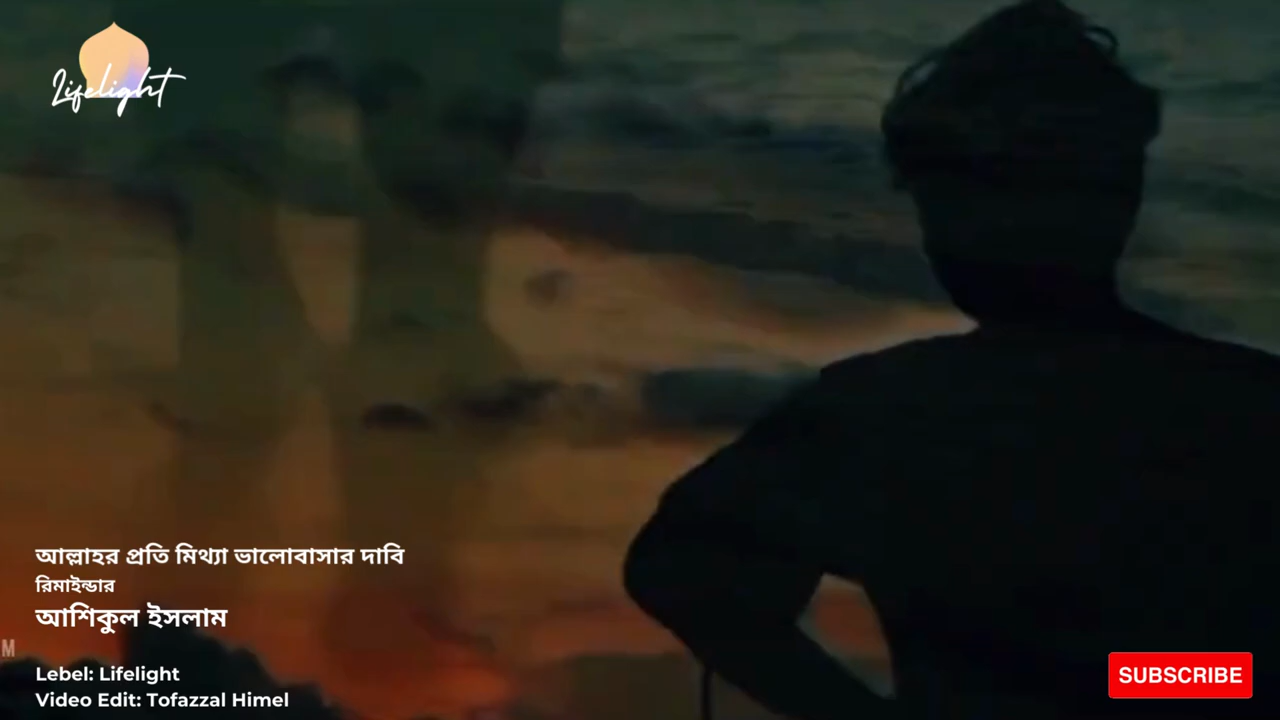 Lifelight
আল্লাহর প্রতি মিথ্যা ভালোবাসার দাবি
রিমাইন্ডার
আশিকুল ইসলাম
M
Lebel: Lifelight
Video Edit: Tofazzal Himel
SUBSCRIBE